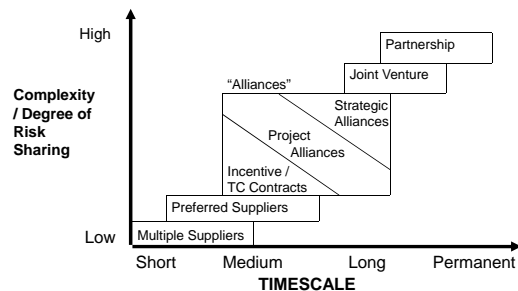 High
Partnership
Joint Venture
“Alliances”
Complexity
/ Degree of
Risk
Sharing
Strategic
Alliances
Project
Alliances
Incentive /
TC Contracts
Preferred Suppliers
Low
Multiple Suppliers
Short Medium Long Permanent
TIMESCALE